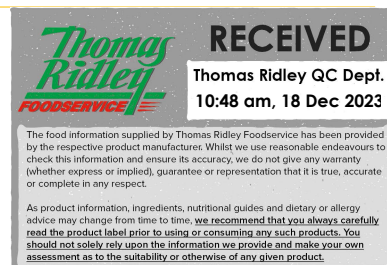 Thomas
Ridley
FOODSERVICE
RECEIVED
Thomas Ridley QC Dept.
10:48 am, 18 Dec 2023
The food information supplied by Thomas Ridley Foodservice has been provided
by the respective product manufacturer. Whilst we use reasonable endeavours to
check this information and ensure its accuracy, we do not give any warranty
(whether express or implied), guarantee or representation that it is true, accurate
or complete in any respect.
As product information, ingredients, nutritional guides and dietary or allergy
advice may change from time to time, we recommend that you always carefully
read the product label prior to using or consuming any such products. You
should not solely rely upon the information we provide and make your own
assessment as to the suitability or otherwise of any given product.